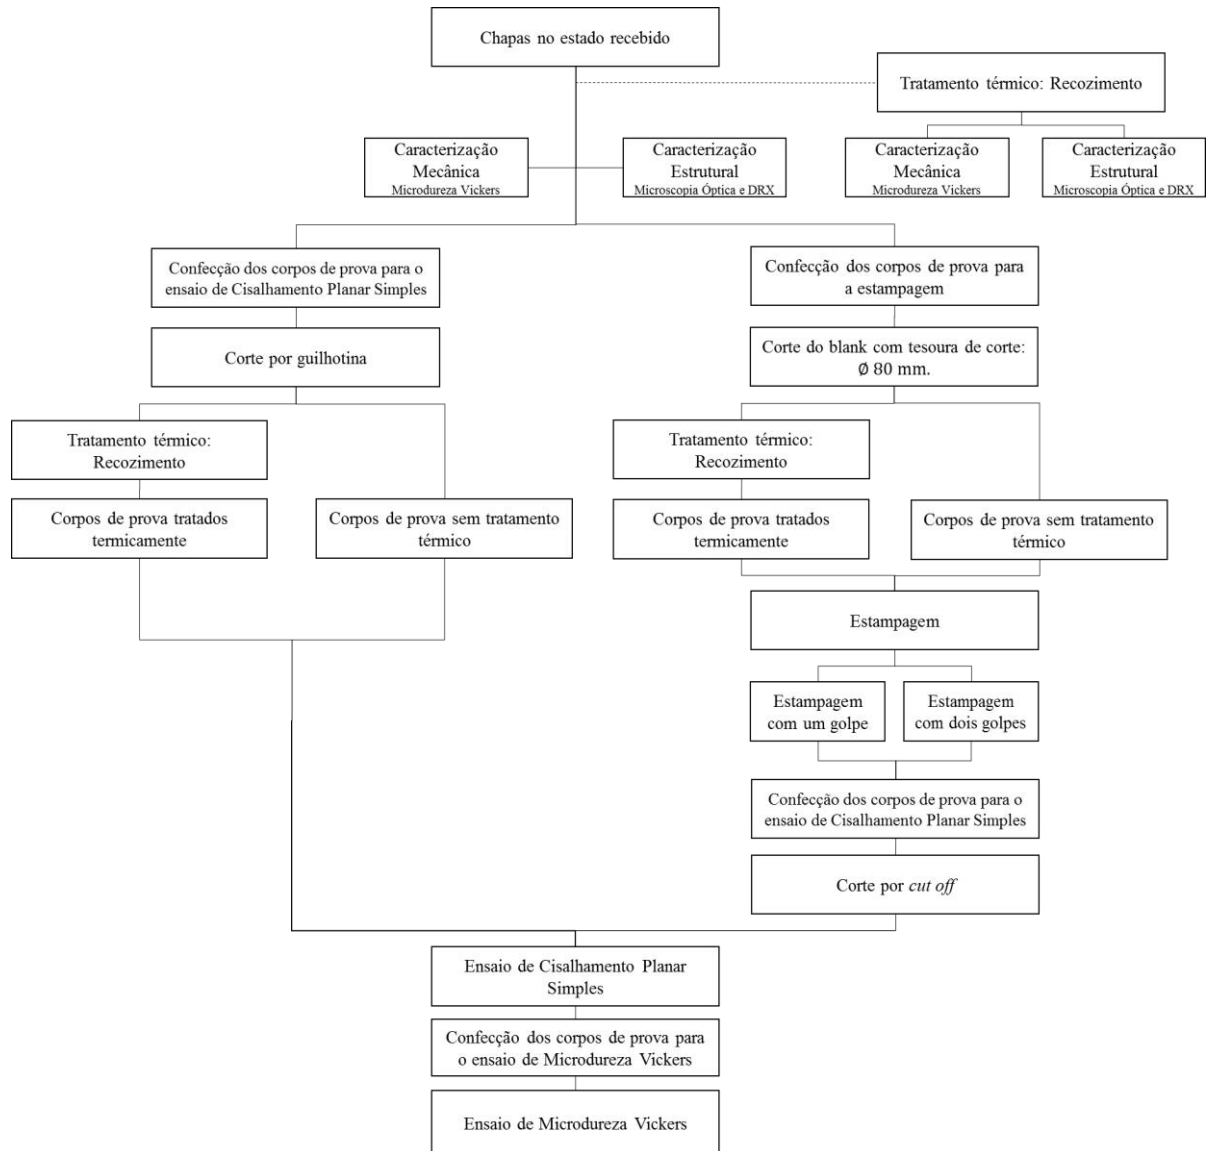 Chapas no estado recebido
Tratamento térmico: Recozimento
Caracterização
Mecânica
Microdureza Vickers
Caracterização
Estrutural
Microscopia Óptica e DRX
Caracterização
Mecânica
Microdureza Vickers
Caracterização
Estrutural
Microscopia Óptica e DRX
Confecção dos corpos de prova para o
ensaio de Cisalhamento Planar Simples
Confecção dos corpos de prova para
a estampagem
Corte por guilhotina
Corte do blank com tesoura de corte:
Ø 80 mm.
Tratamento térmico:
Recozimento
Tratamento térmico:
Recozimento
Corpos de prova tratados
termicamente
Corpos de prova sem tratamento
térmico
Corpos de prova tratados
termicamente
Corpos de prova sem tratamento
térmico
Estampagem
Estampagem
com um golpe
Estampagem
com dois golpes
Confecção dos corpos de prova para o
ensaio de Cisalhamento Planar Simples
Corte por cut off
Ensaio de Cisalhamento Planar
Simples
Confecção dos corpos de prova para
o ensaio de Microdureza Vickers
Ensaio de Microdureza Vickers